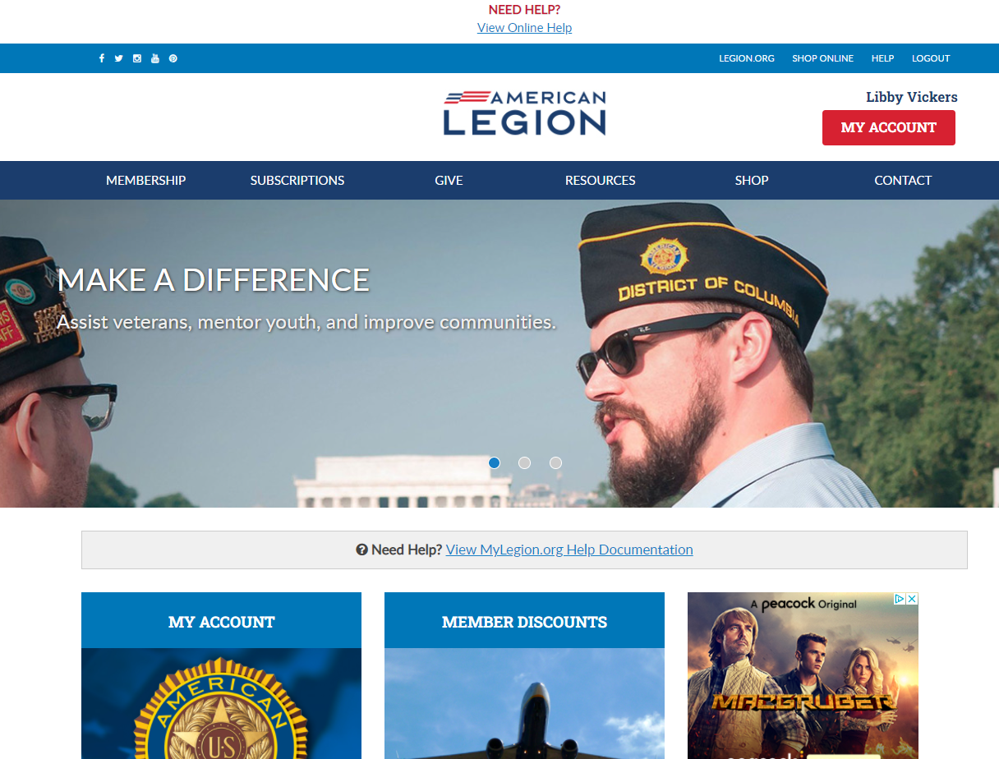 NEED HELP?
View Online Help
LEGION.ORG SHOP ONLINE HELP LOGOUT
AMERICAN
LEGION
Libby Vickers
MY ACCOUNT
MEMBERSHIP SUBSCRIPTIONS GIVE RESOURCES SHOP CONTACT
MAKE A DIFFERENCE
Assist veterans, mentor youth, and improve communities.
DISTRICT OF COLUMBIA
Ray-Ban
Need Help? View MyLegion.org Help Documentation
MY ACCOUNT
MEMBER DISCOUNTS
A peacock Original
MACGRUBER
AMERICAN
U·S